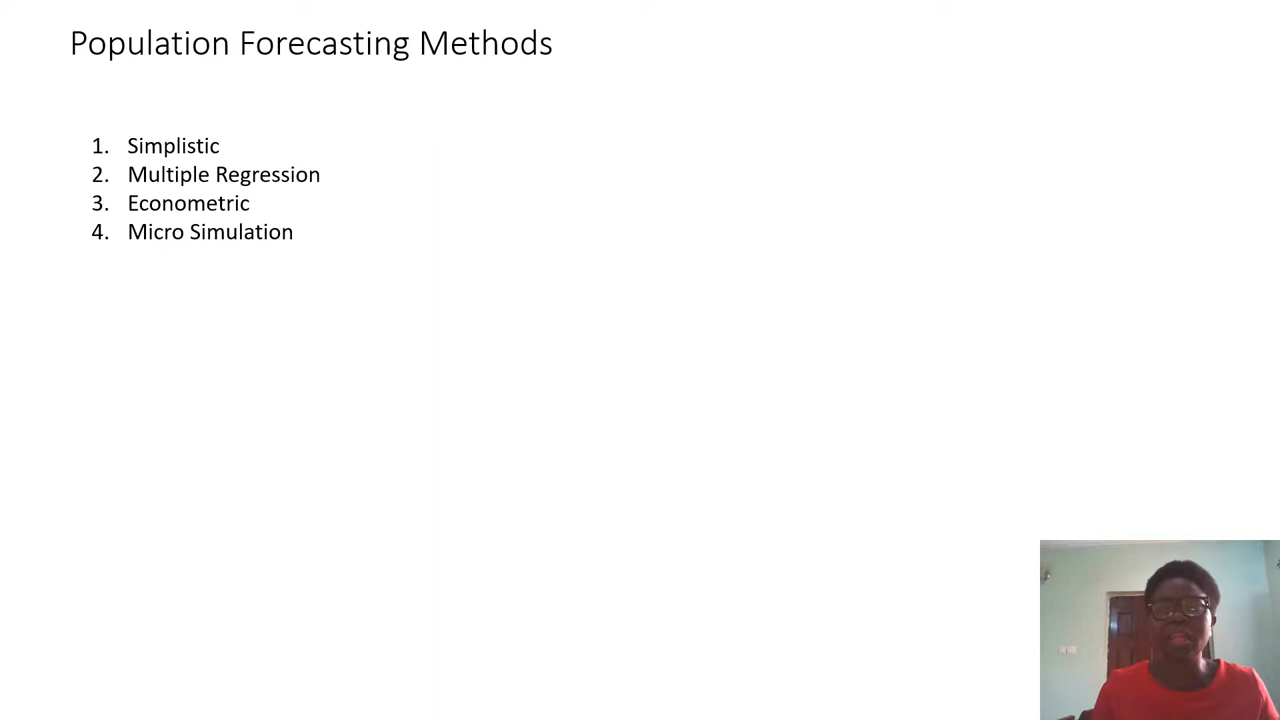 Population Forecasting Methods
1. Simplistic
2. Multiple Regression
3. Econometric
4. Micro Simulation